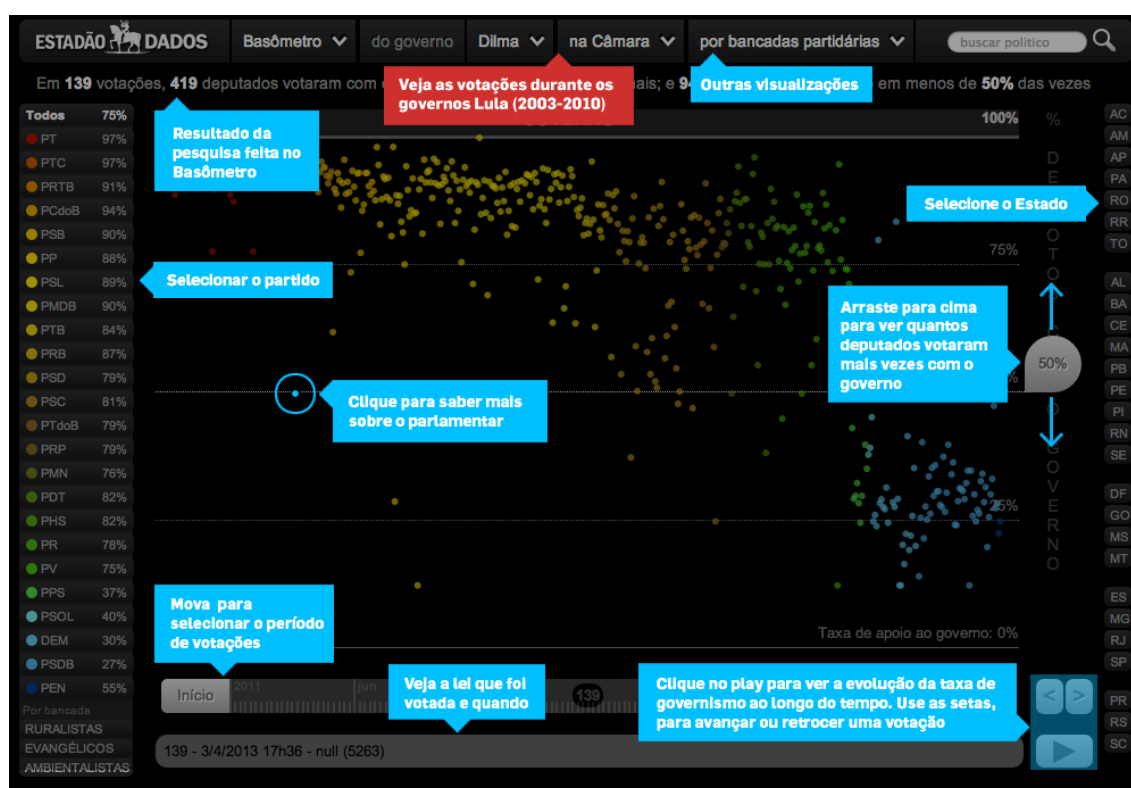 ESTADÃO DADOS
Basômetro
do governo
Dilma
na Câmara
por bancadas partidárias
buscar político
Em 139 votações, 419 deputados votaram com
ais; e 9
em menos de 50% das vezes
Veja as votações durante os
governos Lula (2003-2010)
Outras visualizações
Resultado da
pesquisa feita no
Basômetro
Todos 75%
PT 97%
PTC 97%
PRTB 91%
PCdoB 94%
PSB 90%
PP 88%
PSL 89%
PMDB 90%
PTB 84%
PRB 87%
PSD 79%
PSC 81%
PTdoB 79%
PRP 79%
PMN 76%
PDT 82%
PHS 82%
PR 78%
PV 75%
PPS 37%
PSOL 40%
DEM 30%
PSDB 27%
PEN 55%
Por bancada
RURALISTAS
EVANGÉLICOS
AMBIENTALISTAS
100%
75%
25%
%
Selecionar o partido
Selecione o Estado
Arraste para cima
para ver quantos
deputados votaram
mais vezes com o
governo
50%
Clique para saber mais
sobre o parlamentar
Mova para
selecionar o período
de votações
Taxa de apoio ao governo: 0%
Início
2011
jun
139
Veja a lei que foi
votada e quando
Clique no play para ver a evolução da taxa de
governismo ao longo do tempo. Use as setas,
para avançar ou retrocer uma votação
< >
139 - 3/4/2013 17h36 - null (5263)
AC
AM
AP
PA
RO
RR
TO
AL
BA
CE
MA
PB
PE
PI
RN
SE
DF
GO
MS
MT
ES
MG
RJ
SP
PR
RS
SC